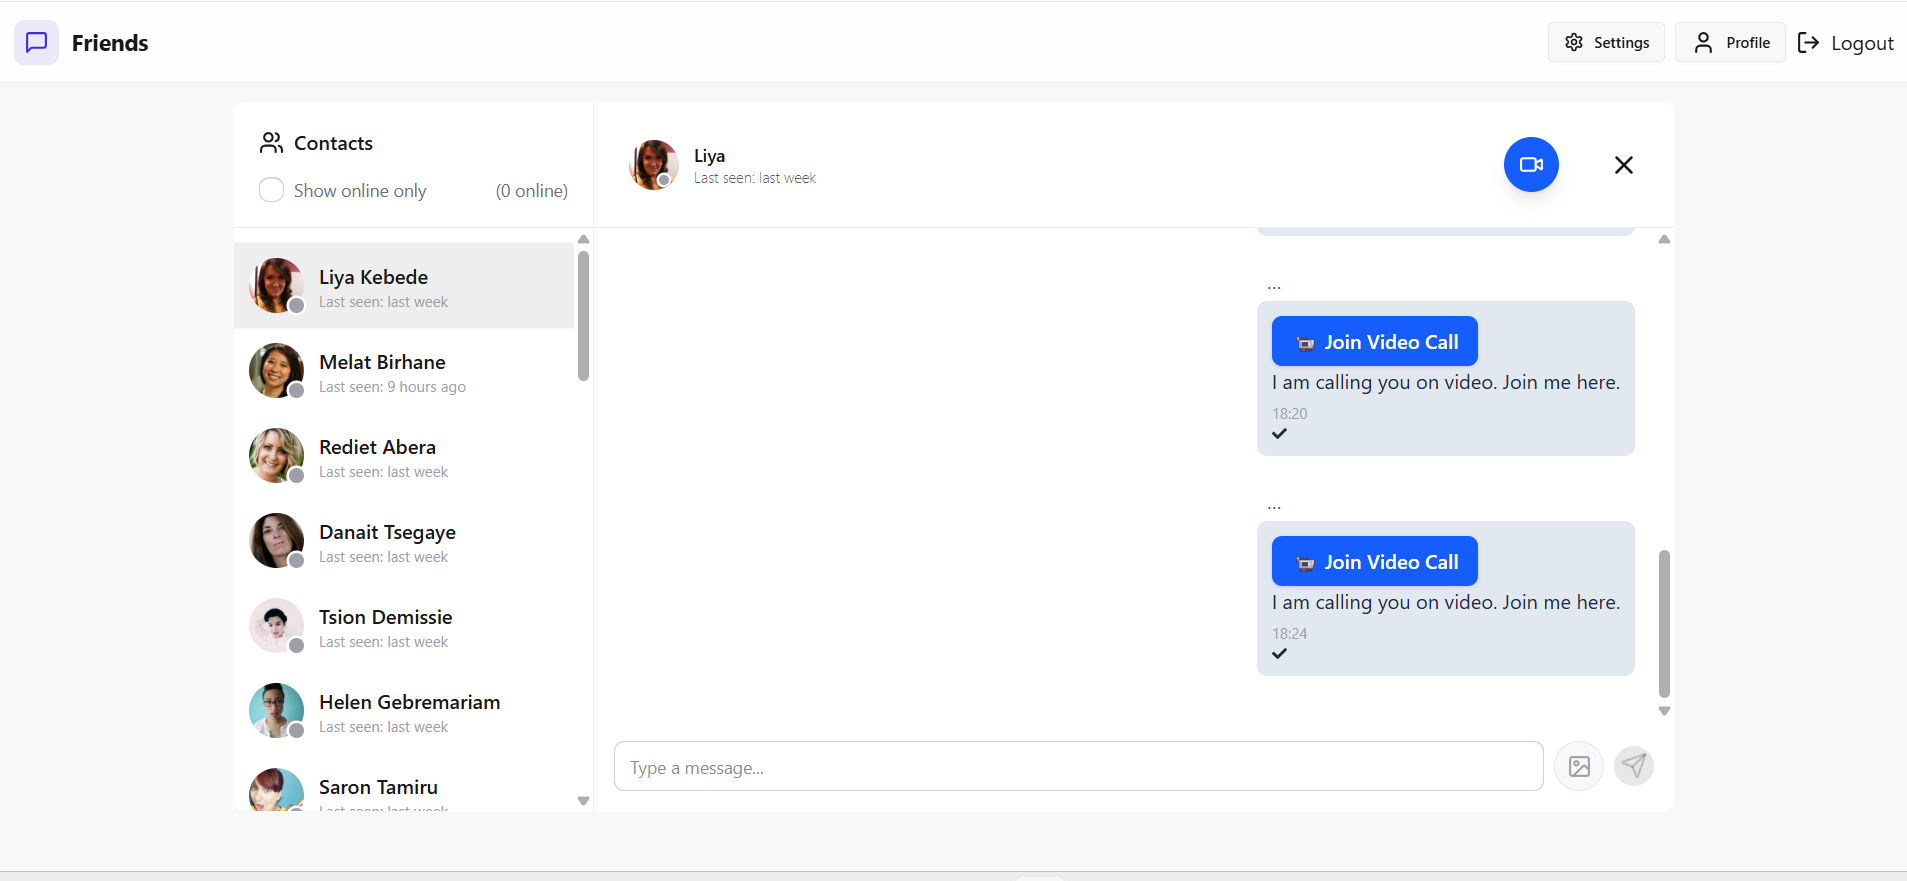 Friends
Settings
Profile
Logout
Contacts
Show online only
(0 online)
Liya Kebede
Last seen: last week
Melat Birhane
Last seen: 9 hours ago
Rediet Abera
Last seen: last week
Danait Tsegaye
Last seen: last week
Tsion Demissie
Last seen: last week
Helen Gebremariam
Last seen: last week
Saron Tamiru
Last seen: last week
Liya
Last seen: last week
...
Join Video Call
I am calling you on video. Join me here.
18:20
...
Join Video Call
I am calling you on video. Join me here.
18:24
Type a message...